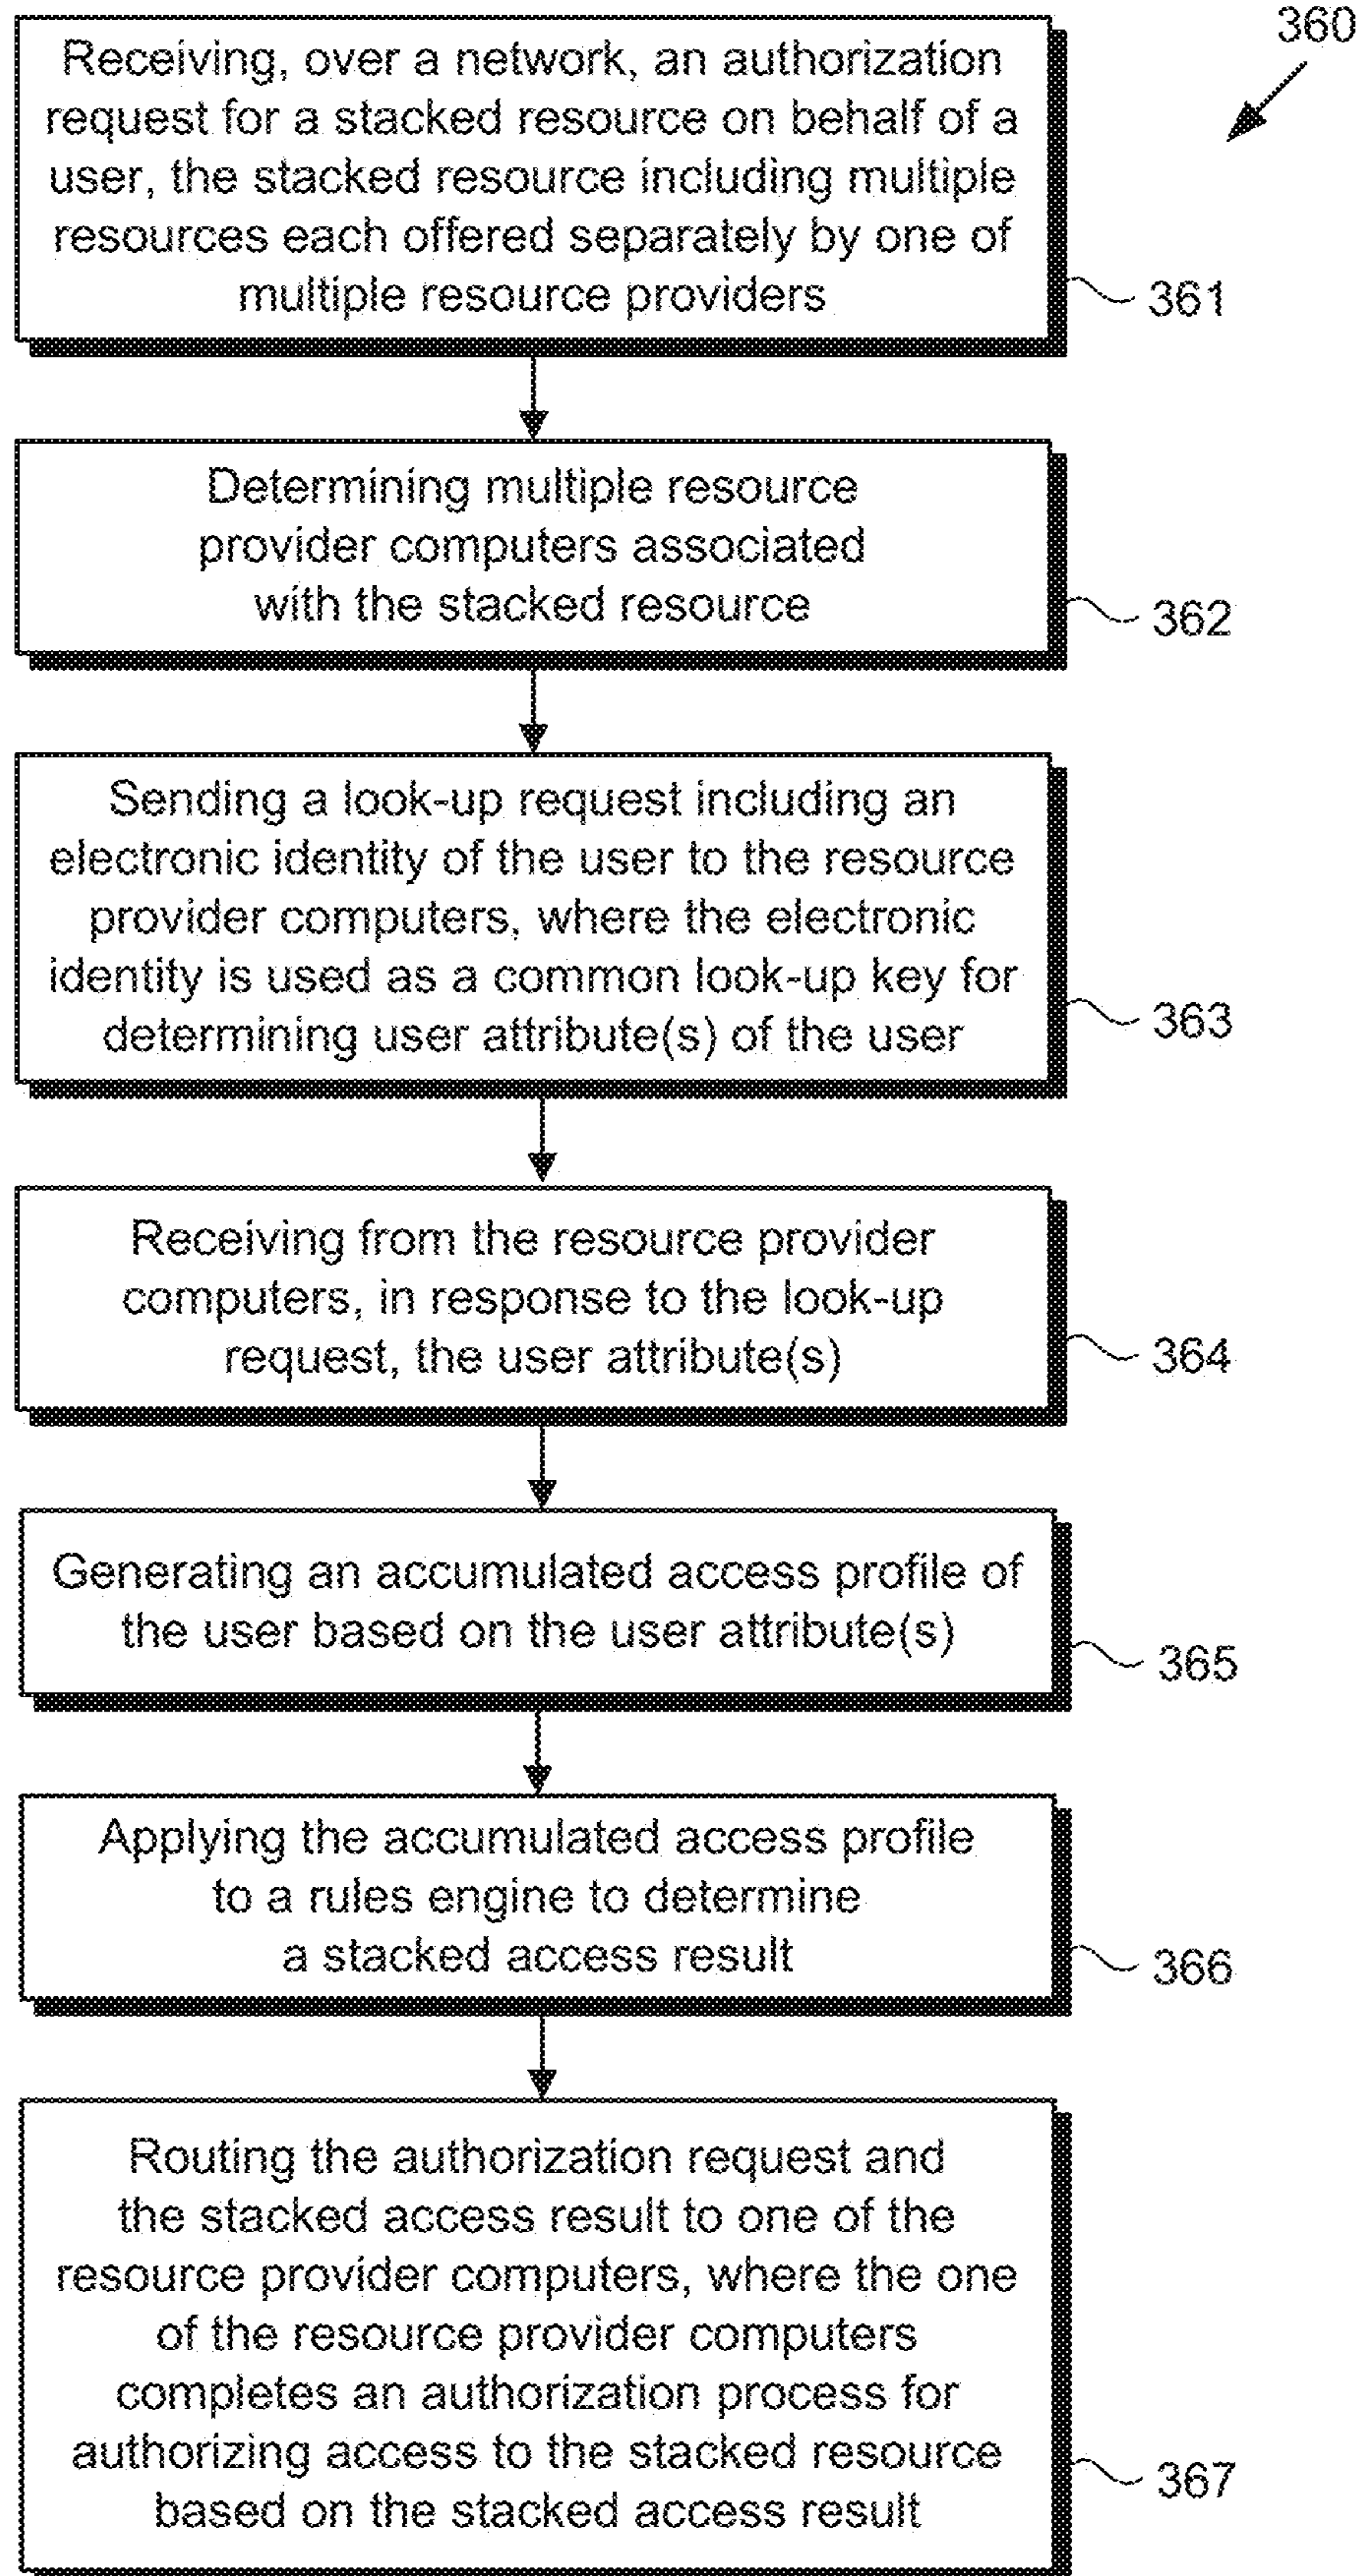 360
Receiving, over a network, an authorization
request for a stacked resource on behalf of a
user, the stacked resource including multiple
resources each offered separately by one of
multiple resource providers
361
Determining multiple resource
provider computers associated
with the stacked resource
362
Sending a look-up request including an
electronic identity of the user to the resource
provider computers, where the electronic
identity is used as a common look-up key for
determining user attribute(s) of the user
363
Receiving from the resource provider
computers, in response to the look-up
request, the user attribute(s)
364
Generating an accumulated access profile of
the user based on the user attribute(s)
365
Applying the accumulated access profile
to a rules engine to determine
a stacked access result
366
Routing the authorization request and
the stacked access result to one of the
resource provider computers, where the one
of the resource provider computers
completes an authorization process for
authorizing access to the stacked resource
based on the stacked access result
367